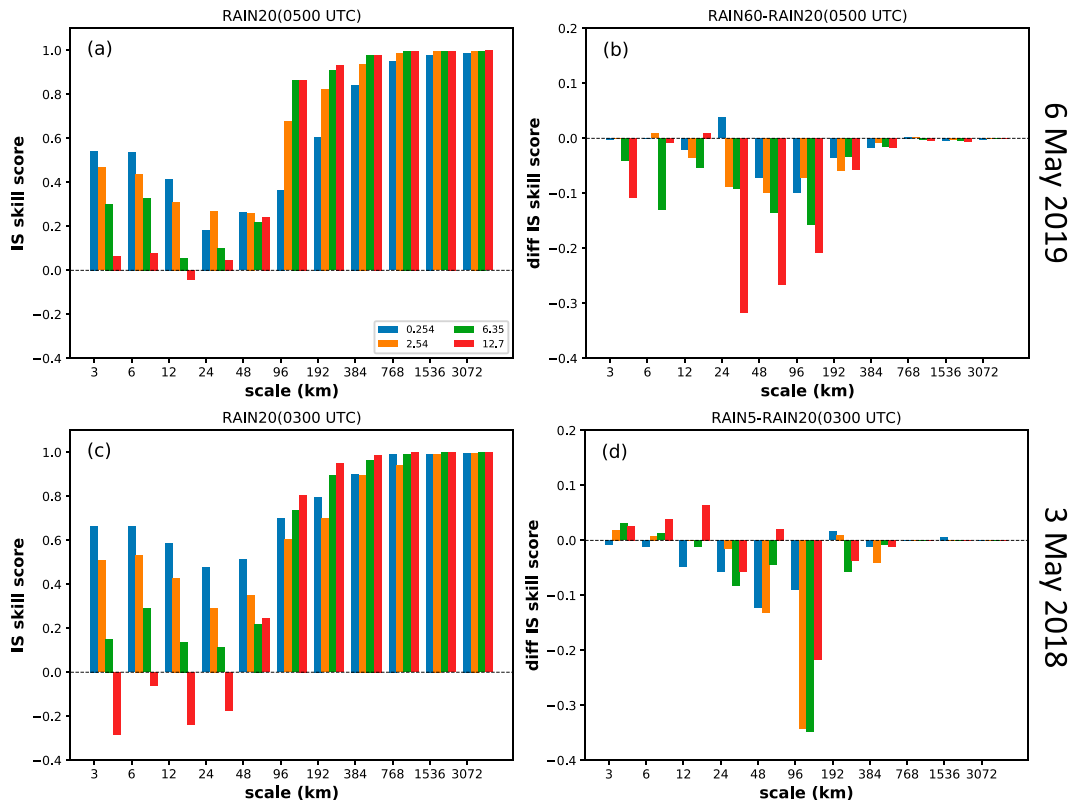 RAIN20(0500 UTC)
(a)
IS skill score
1.0
0.8
0.6
0.4
0.2
0.0
−0.2
−0.4
0.254
2.54
6.35
12.7
3 6 12 24 48 96 192 384 768 1536 3072
scale (km)
RAIN60-RAIN20(0500 UTC)
(b)
diff IS skill score
0.2
0.1
0.0
−0.1
−0.2
−0.3
−0.4
3 6 12 24 48 96 192 384 768 1536 3072
scale (km)
6 May 2019
RAIN20(0300 UTC)
(c)
IS skill score
1.0
0.8
0.6
0.4
0.2
0.0
−0.2
−0.4
3 6 12 24 48 96 192 384 768 1536 3072
scale (km)
RAIN5-RAIN20(0300 UTC)
(d)
diff IS skill score
0.2
0.1
0.0
−0.1
−0.2
−0.3
−0.4
3 6 12 24 48 96 192 384 768 1536 3072
scale (km)
3 May 2018